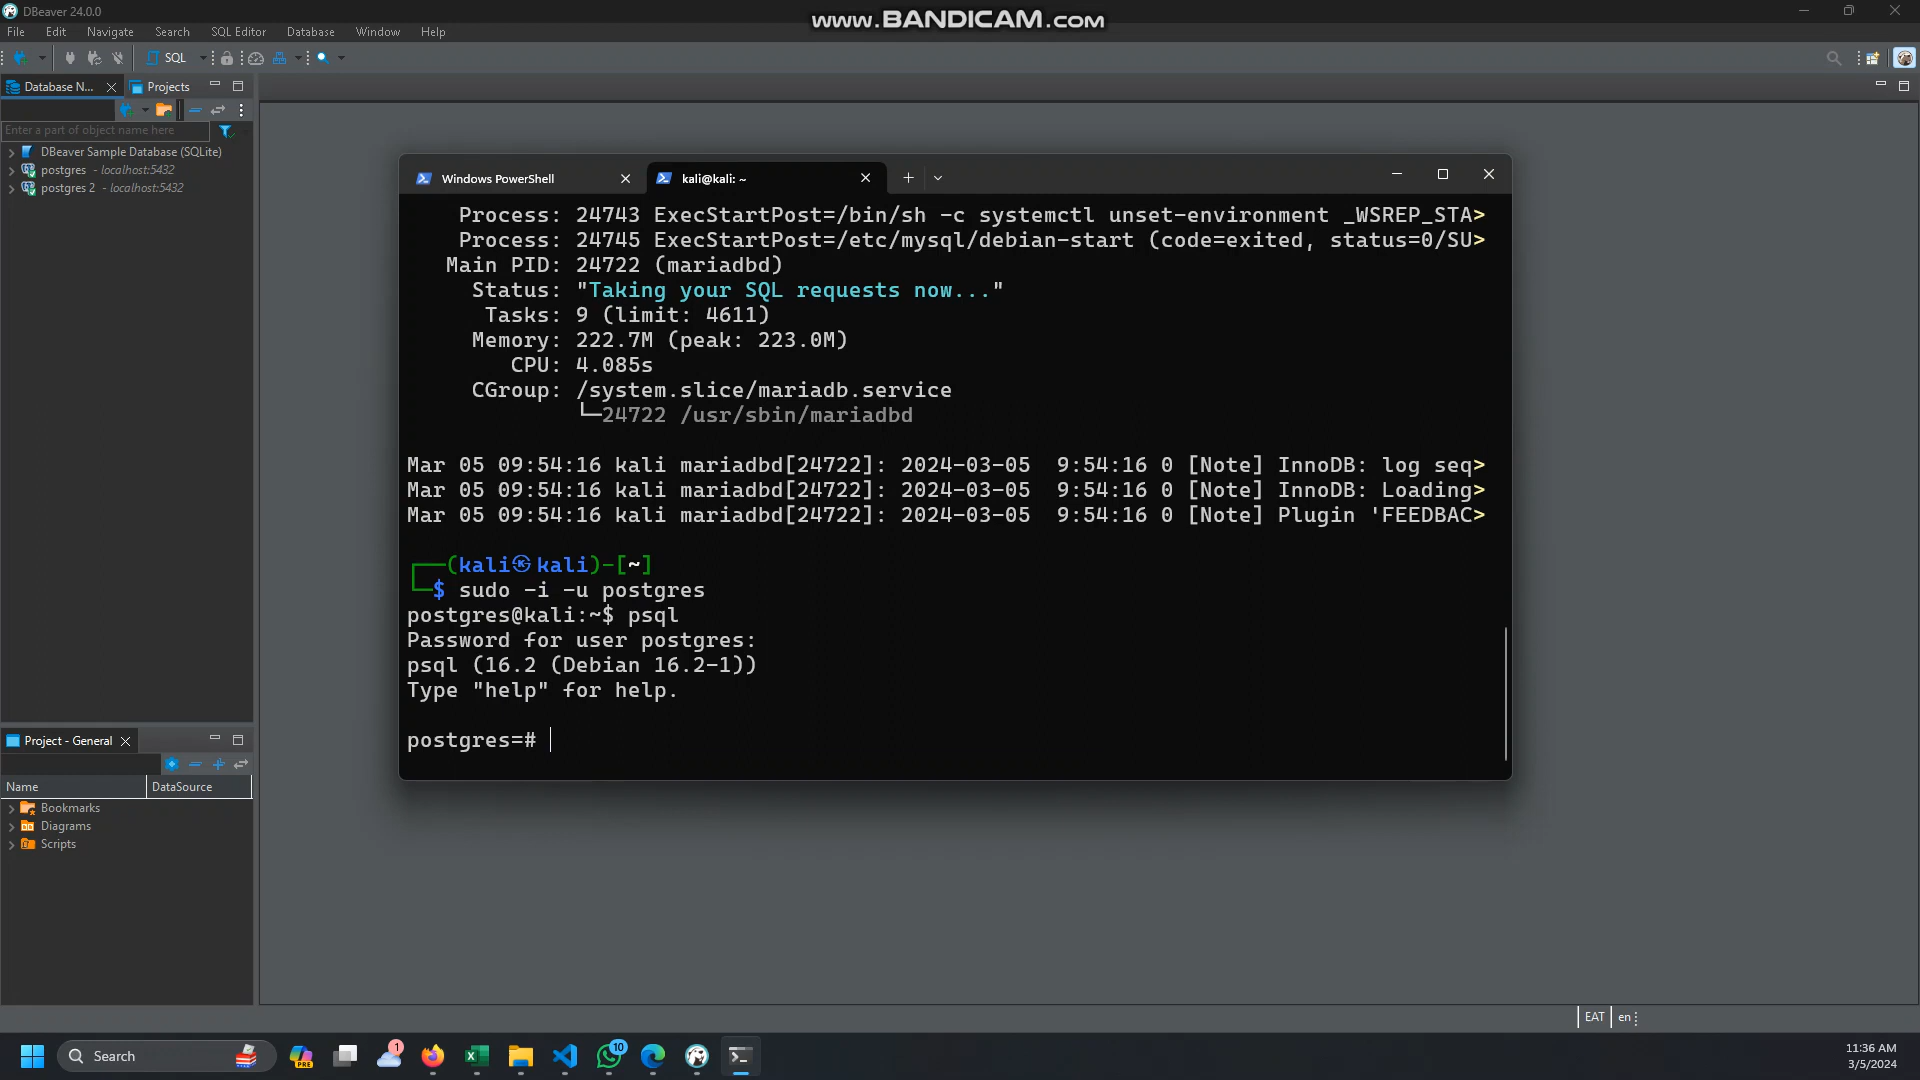 DBeaver 24.0.0
www.BANDICAM.com
File Edit Navigate Search SQL Editor Database Window Help
SQL
Database N... Projects
Enter a part of object name here
DBeaver Sample Database (SQLite)
postgres - localhost:5432
postgres 2 - localhost:5432
Windows PowerShell
kali@kali: ~
Process: 24743 ExecStartPost=/bin/sh -c systemctl unset-environment _WSREP_STA>
Process: 24745 ExecStartPost=/etc/mysql/debian-start (code=exited, status=0/SU>
Main PID: 24722 (mariadbd)
Status: "Taking your SQL requests now..."
Tasks: 9 (limit: 4611)
Memory: 222.7M (peak: 223.0M)
CPU: 4.085s
CGroup: /system.slice/mariadb.service
└─24722 /usr/sbin/mariadbd
Mar 05 09:54:16 kali mariadbd[24722]: 2024-03-05  9:54:16 0 [Note] InnoDB: log seq>
Mar 05 09:54:16 kali mariadbd[24722]: 2024-03-05  9:54:16 0 [Note] InnoDB: Loading>
Mar 05 09:54:16 kali mariadbd[24722]: 2024-03-05  9:54:16 0 [Note] Plugin 'FEEDBAC>
┌──(kali㉿kali)-[~]
└─$ sudo -i -u postgres
postgres@kali:~$ psql
Password for user postgres:
psql (16.2 (Debian 16.2-1))
Type "help" for help.
postgres=#
Project - General
Name DataSource
Bookmarks
Diagrams
Scripts
EAT en
Search
PRE
1
10
11:36 AM
3/5/2024